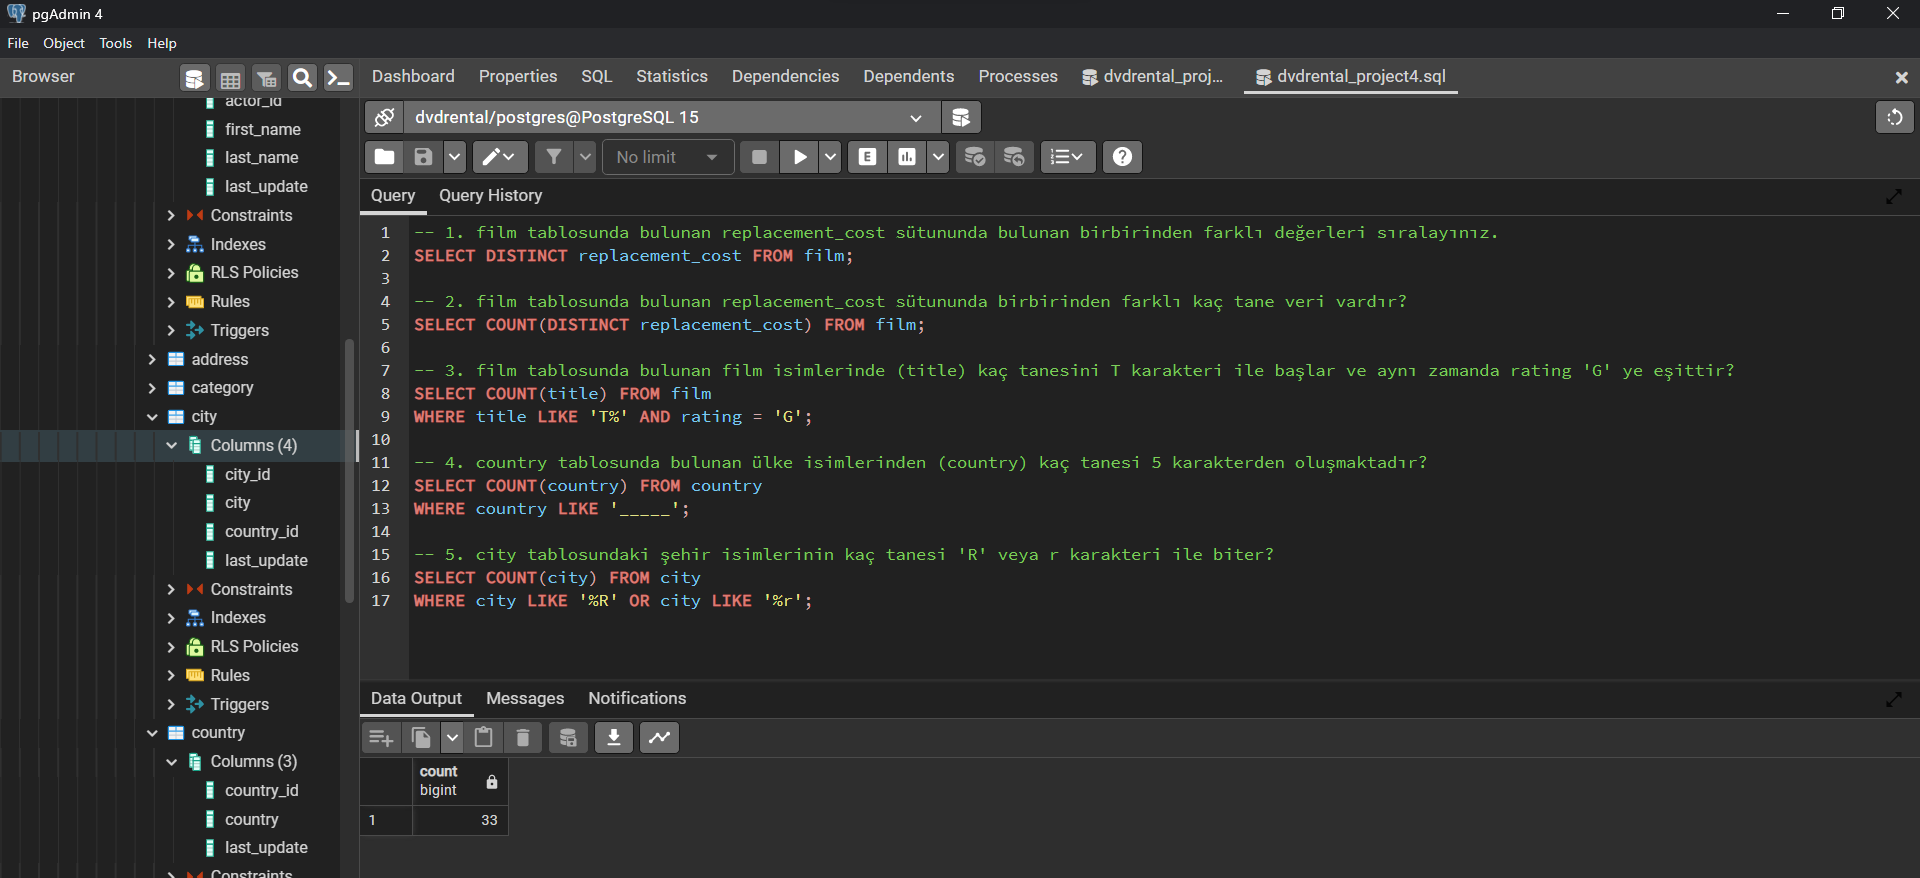 pgAdmin 4
File Object Tools Help
Browser
Dashboard Properties SQL Statistics Dependencies Dependents Processes dvdrental_proj... dvdrental_project4.sql
actor_id
first_name
last_name
last_update
Constraints
Indexes
RLS Policies
Rules
Triggers
address
category
city
Columns (4)
city_id
city
country_id
last_update
Constraints
Indexes
RLS Policies
Rules
Triggers
country
Columns (3)
country_id
country
last_update
Constraints
dvdrental/postgres@PostgreSQL 15
No limit
E
Query Query History
1 -- 1. film tablosunda bulunan replacement_cost sütununda bulunan birbirinden farklı değerleri sıralayınız.
2 SELECT DISTINCT replacement_cost FROM film;
3
4 -- 2. film tablosunda bulunan replacement_cost sütununda birbirinden farklı kaç tane veri vardır?
5 SELECT COUNT(DISTINCT replacement_cost) FROM film;
6
7 -- 3. film tablosunda bulunan film isimlerinde (title) kaç tanesini T karakteri ile başlar ve aynı zamanda rating 'G' ye eşittir?
8 SELECT COUNT(title) FROM film
9 WHERE title LIKE 'T%' AND rating = 'G';
10
11 -- 4. country tablosunda bulunan ülke isimlerinden (country) kaç tanesi 5 karakterden oluşmaktadır?
12 SELECT COUNT(country) FROM country
13 WHERE country LIKE '_____';
14
15 -- 5. city tablosundaki şehir isimlerinin kaç tanesi 'R' veya r karakteri ile biter?
16 SELECT COUNT(city) FROM city
17 WHERE city LIKE '%R' OR city LIKE '%r';
Data Output Messages Notifications
count
bigint
1 33